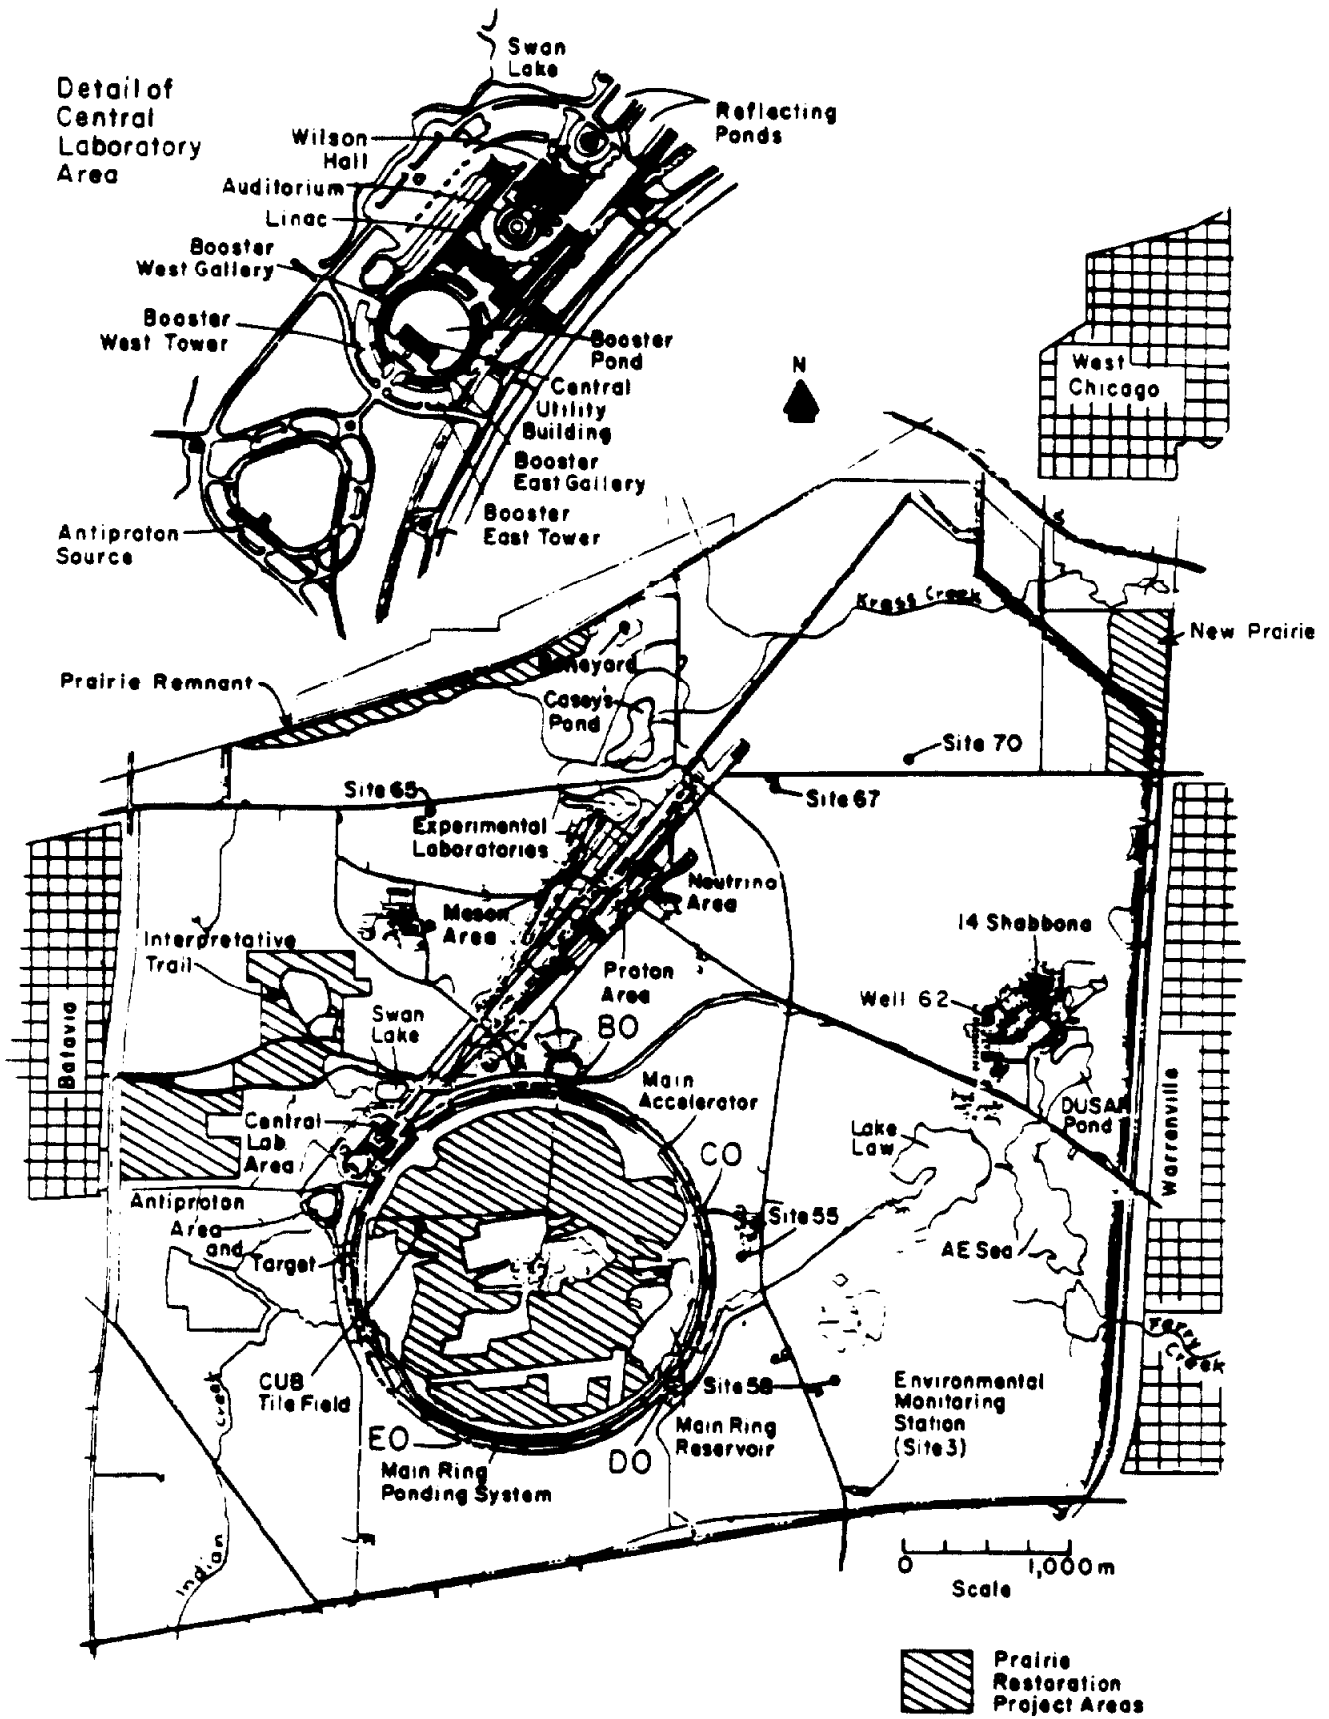 Detail of
Central
Laboratory
Area
Swan
Lake
Reflecting
Ponds
Wilson
Hall
Auditorium
Linac
Booster
West Gallery
Booster
West Tower
Booster
Pond
Central
Utility
Building
Booster
East Gallery
Booster
East Tower
Antiproton
Source
N
West
Chicago
Kress Creek
New Prairie
Prairie Remnant
Boneyard
Casey's
Pond
Site 70
Site 65
Site 67
Experimental
Laboratories
Neutrino
Area
Meson
Area
14 Shabbona
Interpretative
Trail
Proton
Area
Well 62
Batavia
Swan
Lake
BO
Main
Accelerator
DUSAF
Pond
Warrenville
Central
Lab.
Area
Lake
Law
CO
Antiproton
Area
and
Target
Site 55
AE Sea
Ferry
Creek
CUB
Tile Field
Site 58
Environmental
Monitoring
Station
(Site 3)
Main Ring
Reservoir
EO
DO
Main Ring
Ponding System
Indian
Creek
0
1,000 m
Scale
Prairie
Restoration
Project Areas